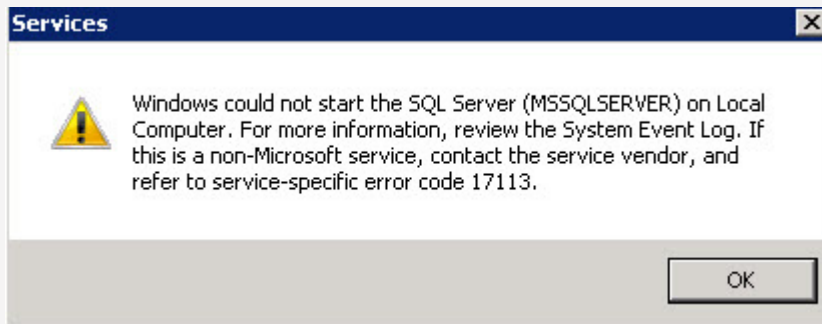 Services
Windows could not start the SQL Server (MSSQLSERVER) on Local
Computer. For more information, review the System Event Log. If
this is a non-Microsoft service, contact the service vendor, and
refer to service-specific error code 17113.
OK